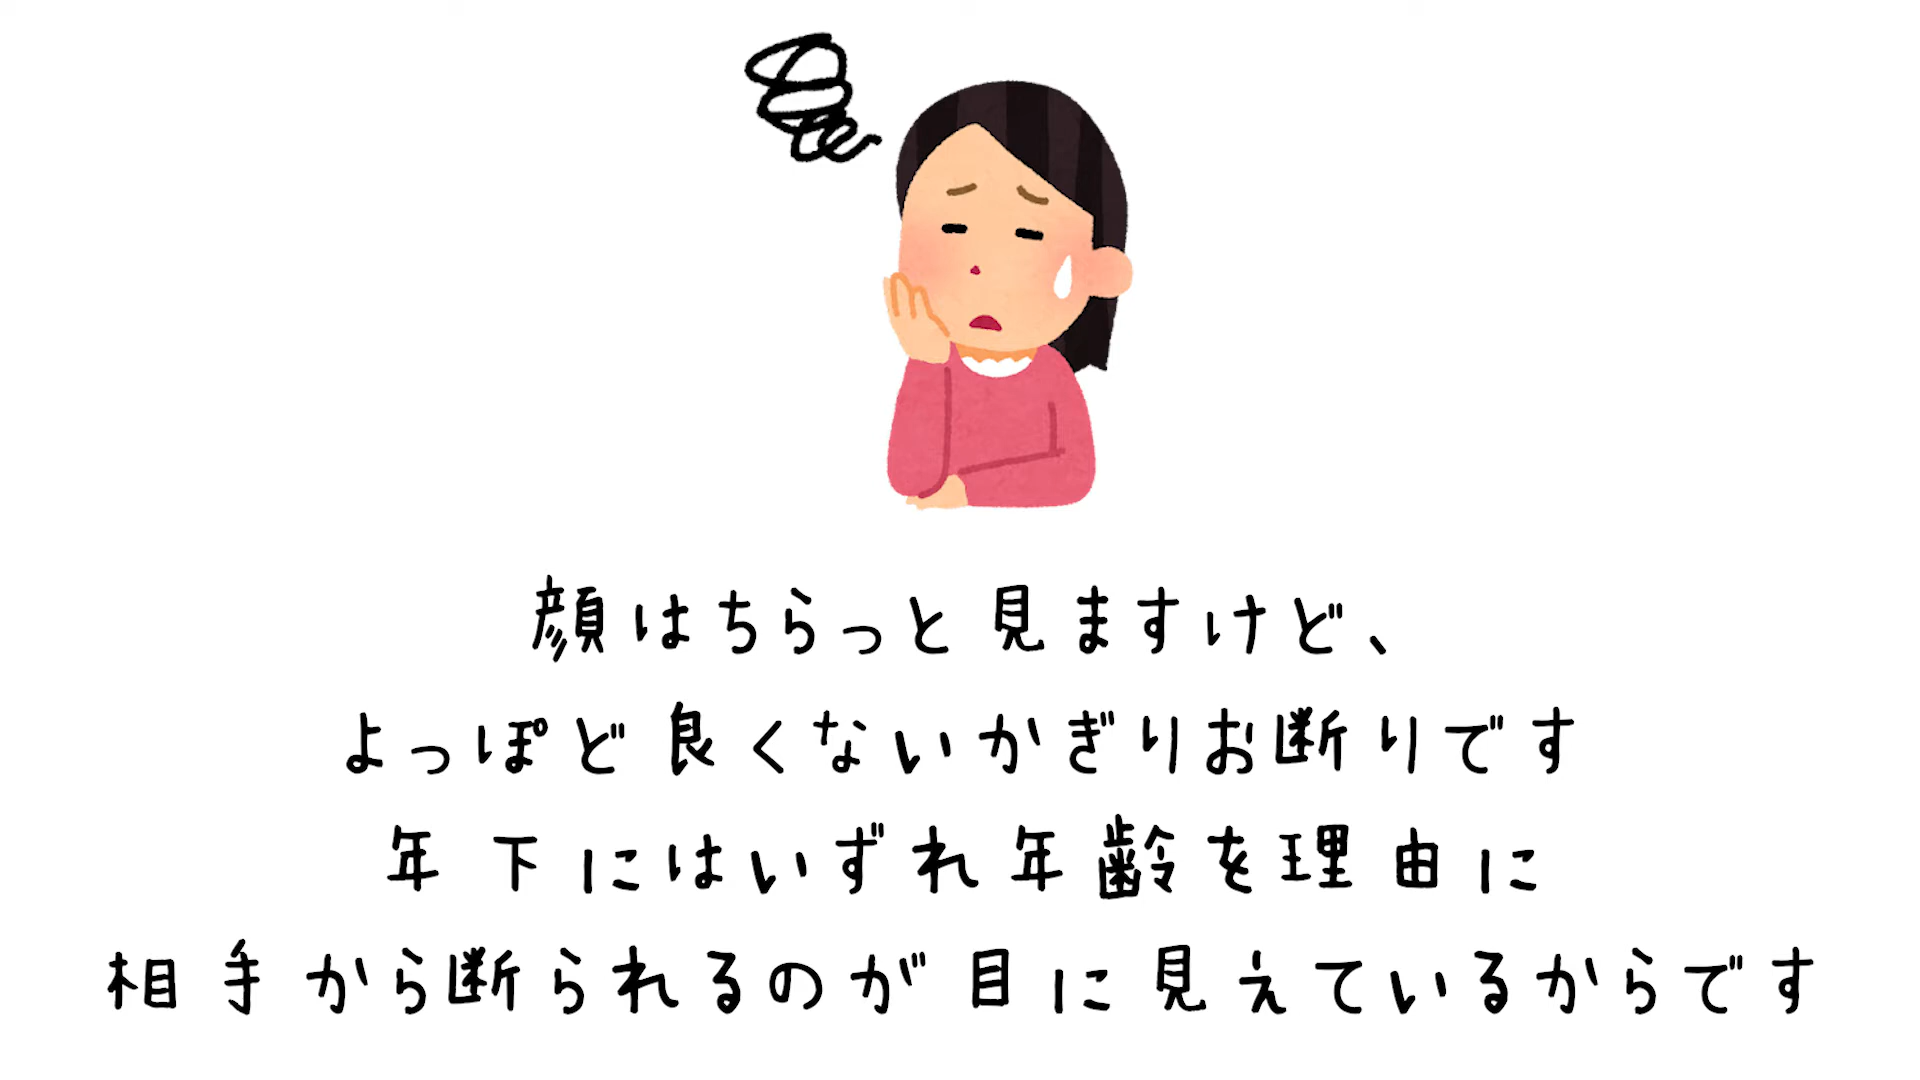 顔はちらっと見ますけど、
よっぽど良くないかぎりお断りです
年下にはいずれ年齢を理由に
相手から断られるのが目に見えているからです